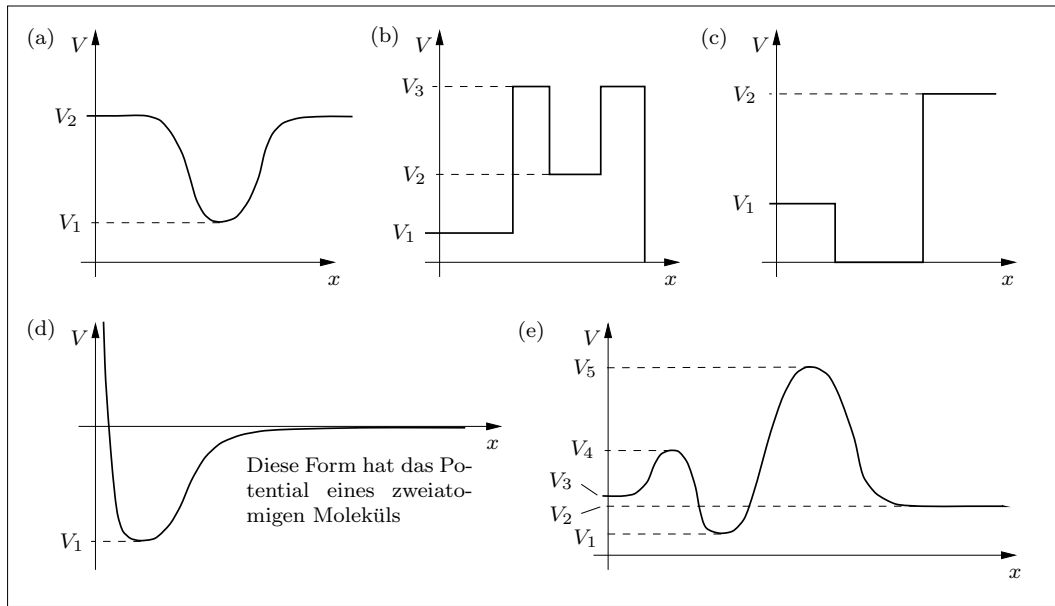 (a)
V
V₂
V₁
x
(b)
V
V₃
V₂
V₁
x
(c)
V
V₂
V₁
x
(d)
V
x
V₁
Diese Form hat das Po-
tential eines zweiato-
migen Moleküls
(e)
V
V₅
V₄
V₃
V₂
V₁
x